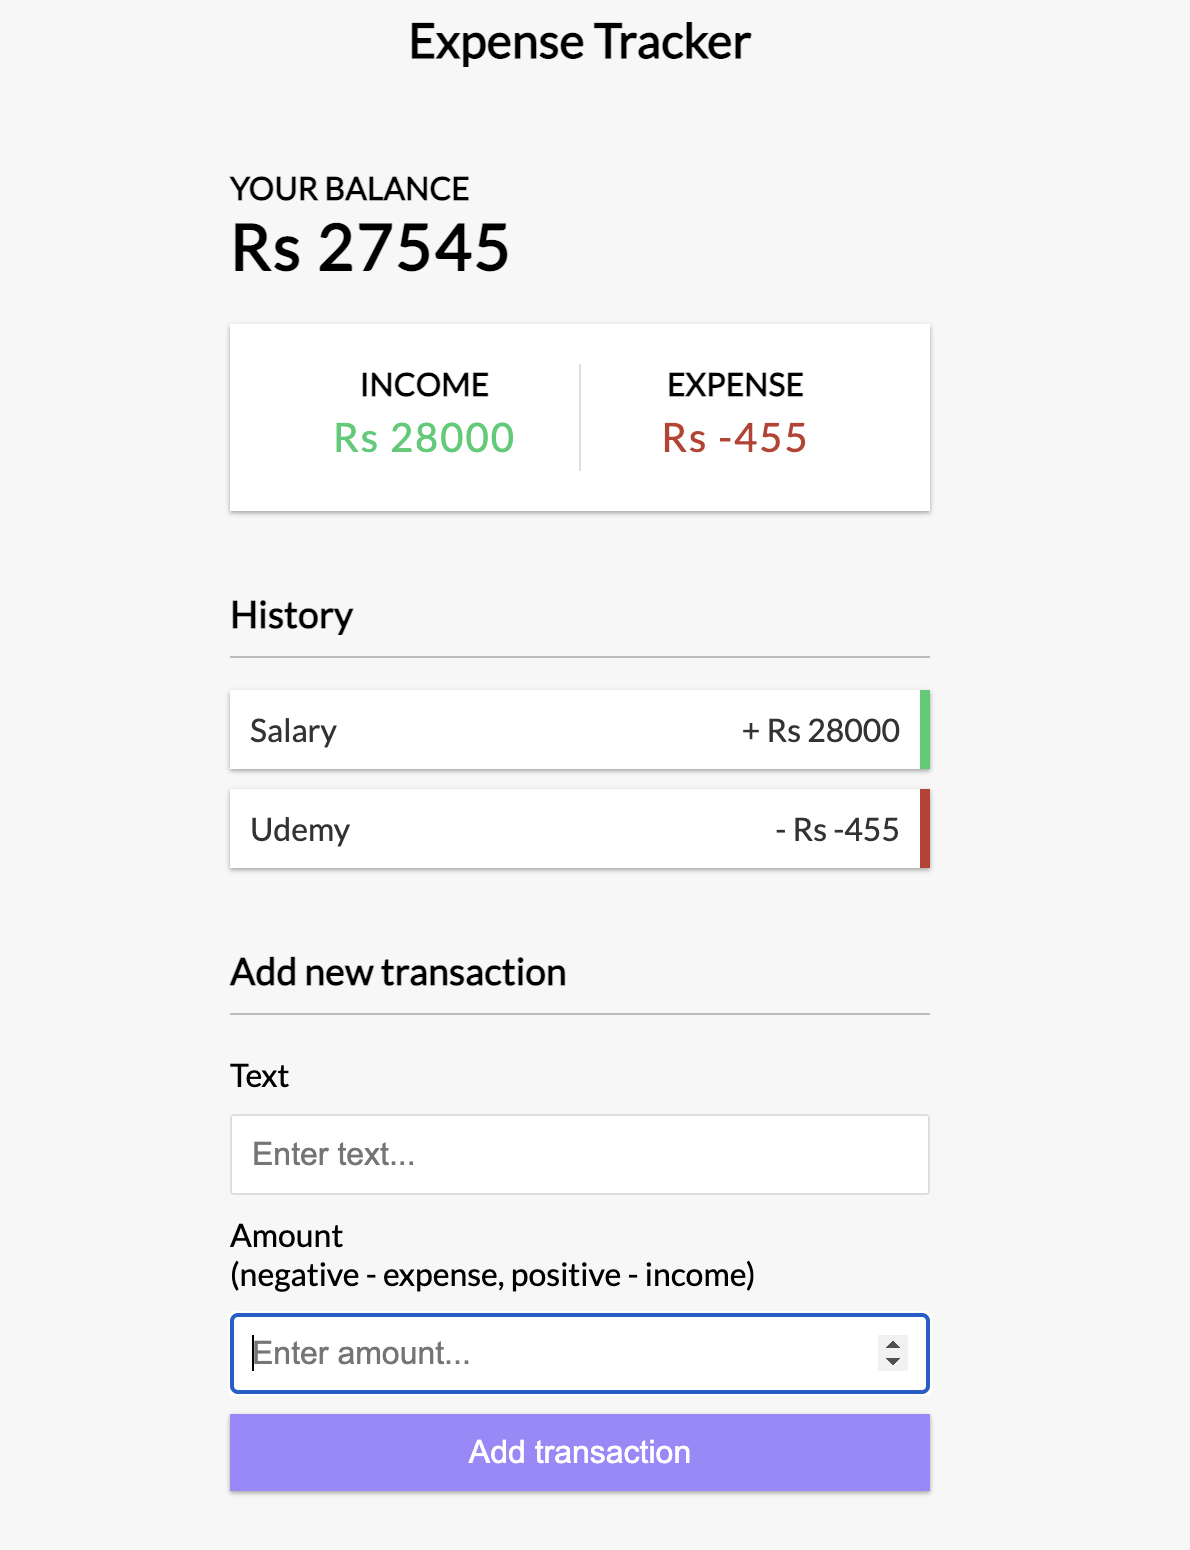 Expense Tracker
YOUR BALANCE
Rs 27545
INCOME
Rs 28000
EXPENSE
Rs -455
History
Salary + Rs 28000
Udemy - Rs -455
Add new transaction
Text
Enter text...
Amount
(negative - expense, positive - income)
Enter amount...
Add transaction